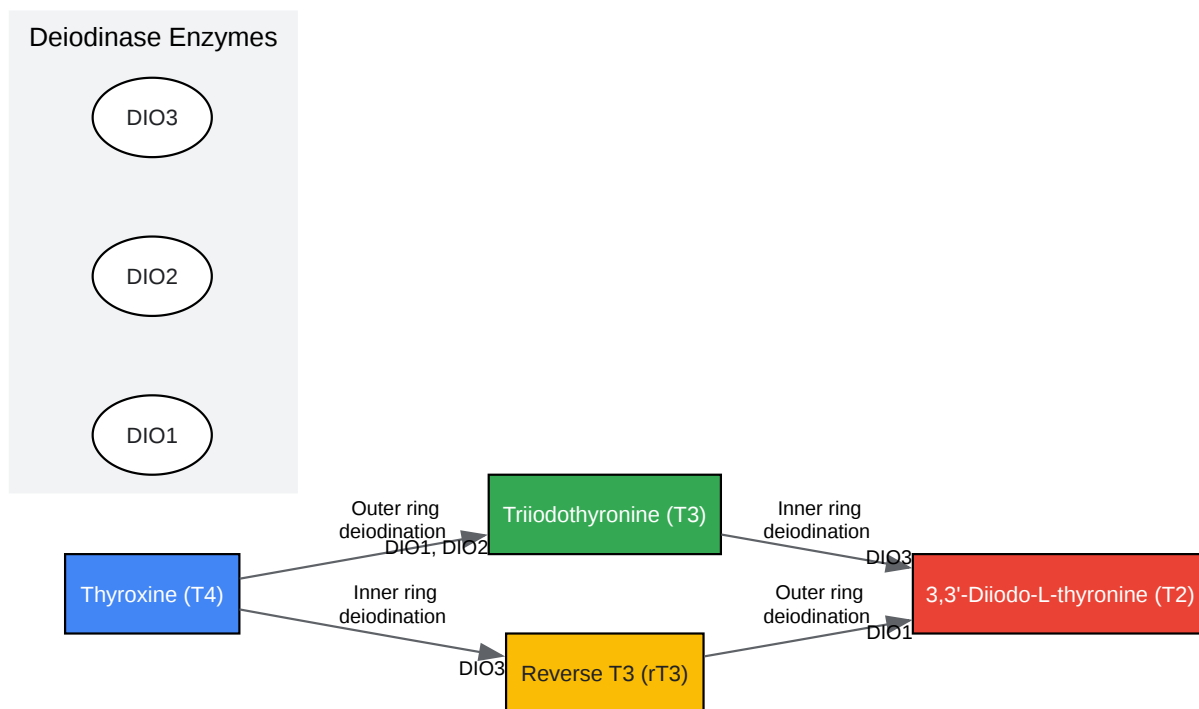 Deiodinase Enzymes
DIO3
DIO2
DIO1
Outer ring
deiodination
DIO1, DIO2
Triiodothyronine (T3)
Inner ring
deiodination
DIO3
Thyroxine (T4)
3,3'-Diiodo-L-thyronine (T2)
Inner ring
deiodination
DIO3
Reverse T3 (rT3)
Outer ring
deiodination
DIO1